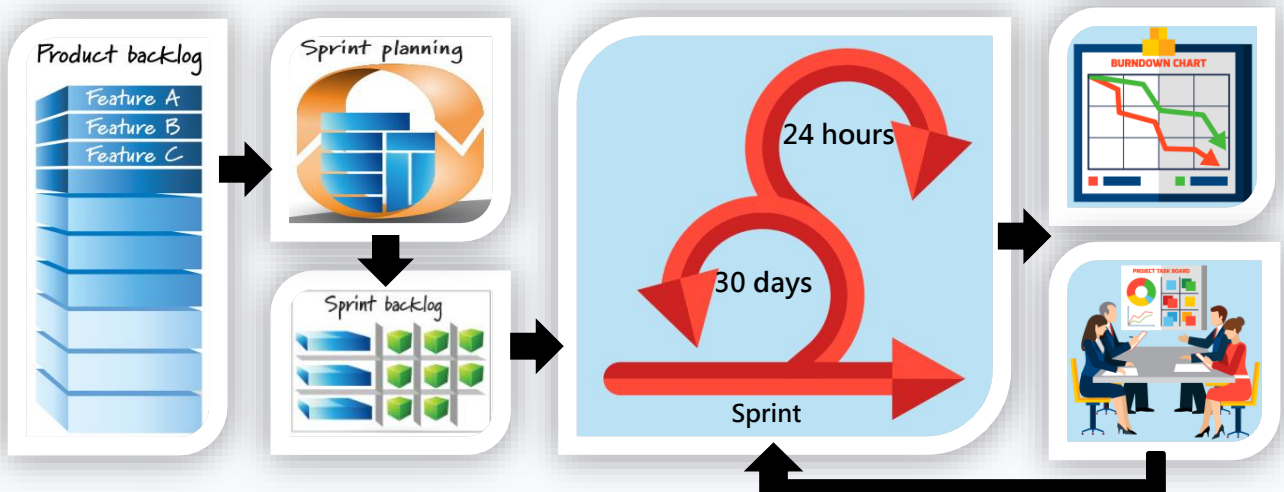 Product backlog
Feature A
Feature B
Feature C
Sprint planning
Sprint backlog
24 hours
30 days
Sprint
BURNDOWN CHART
PROJECT TASK BOARD